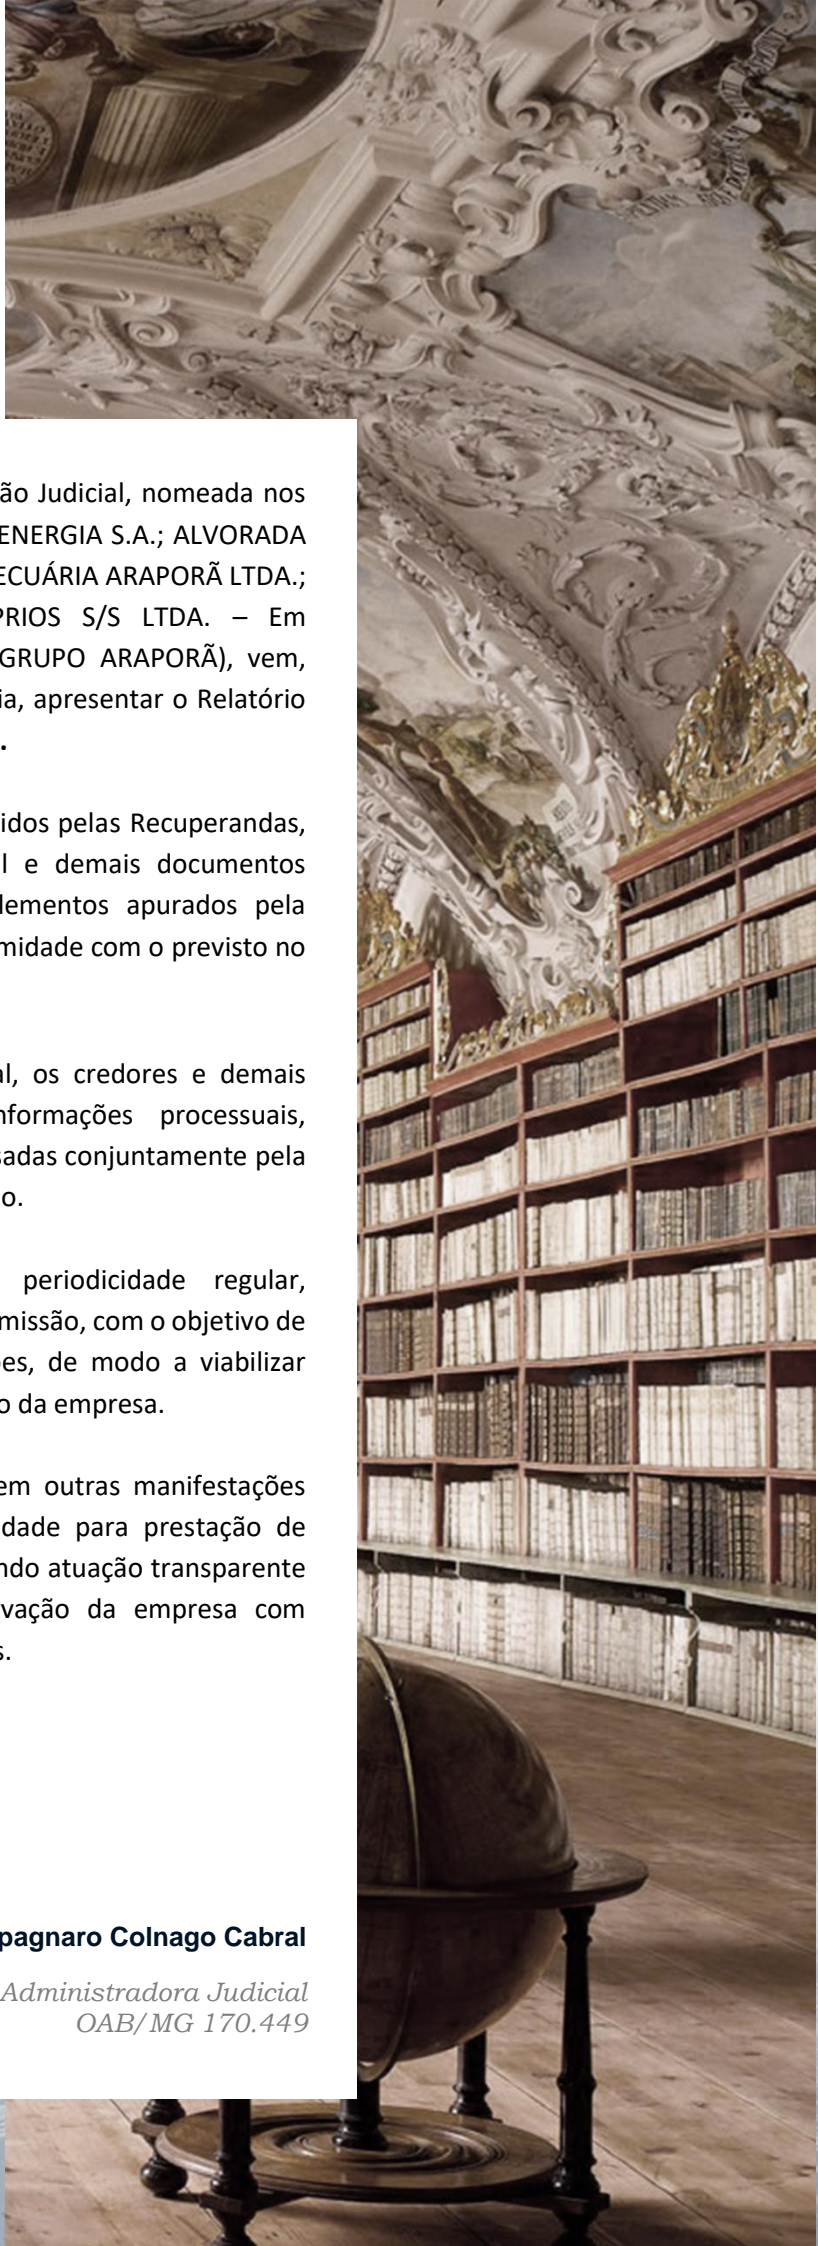 ão Judicial, nomeada nos
ENERGIA S.A.; ALVORADA
ECUÁRIA ARAPORÃ LTDA.;
PRIOS S/S LTDA. – Em
GRUPO ARAPORÃ), vem,
ia, apresentar o Relatório
.
idos pelas Recuperandas,
l e demais documentos
lementos apurados pela
midade com o previsto no
al, os credores e demais
nformações processuais,
sadas conjuntamente pela
o.
periodicidade regular,
missão, com o objetivo de
es, de modo a viabilizar
o da empresa.
em outras manifestações
dade para prestação de
ndo atuação transparente
vação da empresa com
s.
pagnaro Colnago Cabral
Administradora Judicial
OAB/MG 170.449